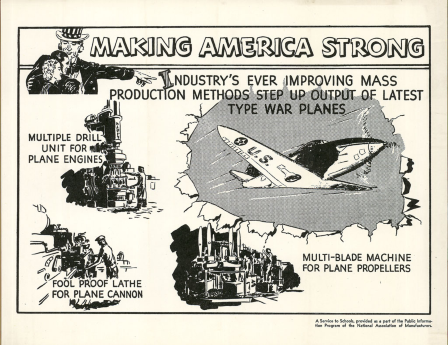 MAKING AMERICA STRONG
INDUSTRY'S EVER IMPROVING MASS
PRODUCTION METHODS STEP UP OUTPUT OF LATEST
TYPE WAR PLANES
MULTIPLE DRILL
UNIT FOR
PLANE ENGINES
U.S.
FOOL PROOF LATHE
FOR PLANE CANNON
MULTI-BLADE MACHINE
FOR PLANE PROPELLERS
A Service to Schools, provided as a part of the Public Informa-
tion Program of the National Association of Manufacturers.